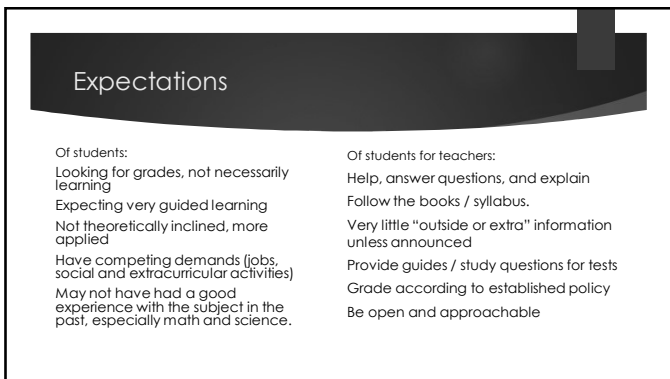 Expectations
Of students:
Looking for grades, not necessarily
learning
Expecting very guided learning
Not theoretically inclined, more
applied
Have competing demands (jobs,
social and extracurricular activities)
May not have had a good
experience with the subject in the
past, especially math and science.
Of students for teachers:
Help, answer questions, and explain
Follow the books / syllabus.
Very little “outside or extra” information
unless announced
Provide guides / study questions for tests
Grade according to established policy
Be open and approachable